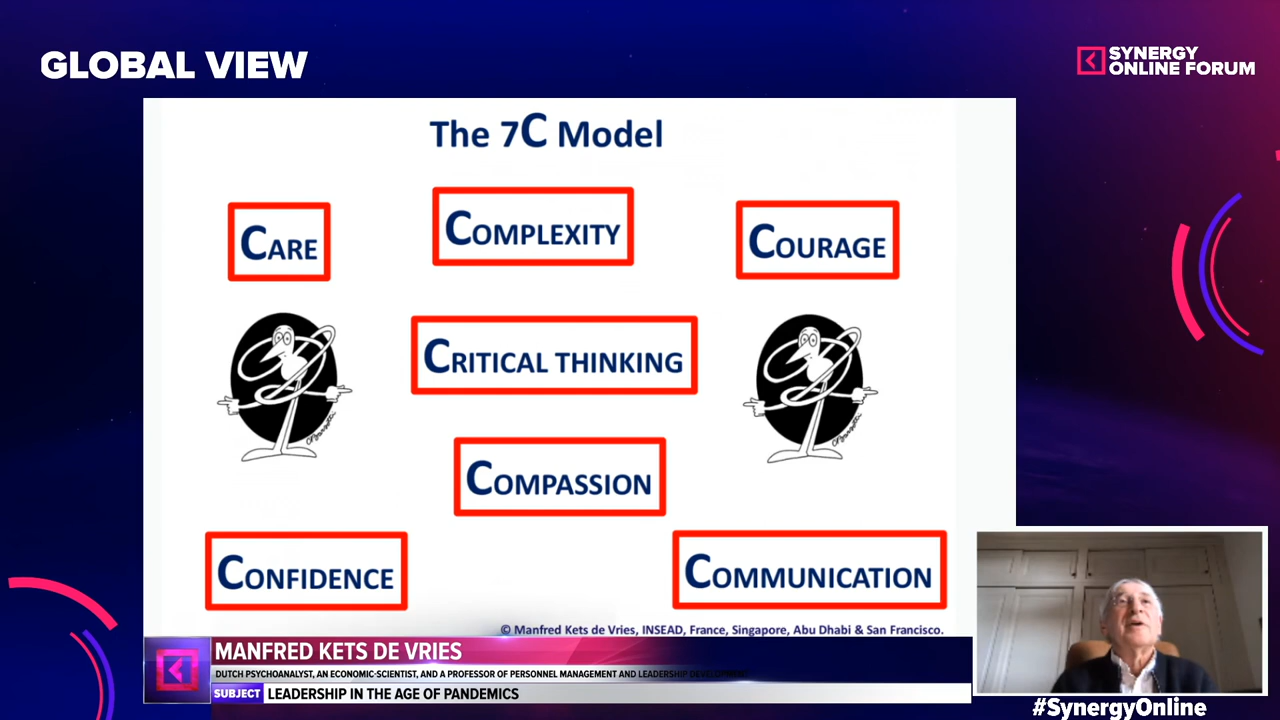 GLOBAL VIEW
SYNERGY
ONLINE FORUM
The 7C Model
CARE
COMPLEXITY
COURAGE
CRITICAL THINKING
COMPASSION
CONFIDENCE
COMMUNICATION
© Manfred Kets de Vries, INSEAD, France, Singapore, Abu Dhabi & San Francisco.
MANFRED KETS DE VRIES
DUTCH PSYCHOANALYST, AN ECONOMIC-SCIENTIST, AND A PROFESSOR OF PERSONNEL MANAGEMENT AND LEADERSHIP DEVELOPMENT
SUBJECT LEADERSHIP IN THE AGE OF PANDEMICS
#SynergyOnline